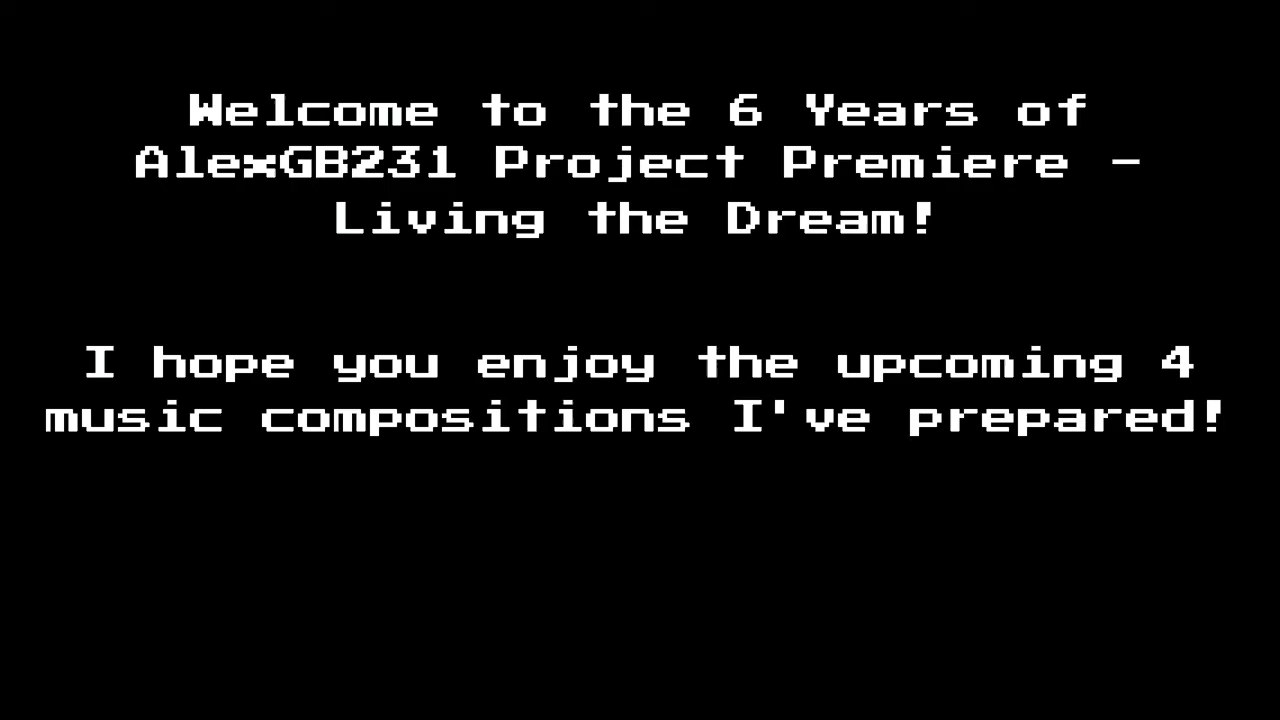 Welcome to the 6 Years of
AlexGB231 Project Premiere -
Living the Dream!
I hope you enjoy the upcoming 4
music compositions I've prepared!